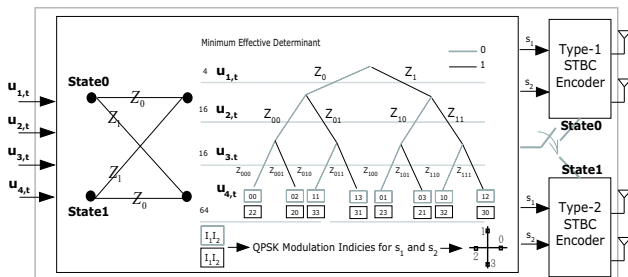 u1,t
u2,t
u3,t
u4,t
State0
State1
Z0
Z1
Z1
Z0
Minimum Effective Determinant
0
1
4
u1,t
Z0
Z1
16
u2,t
Z00
Z01
Z10
Z11
16
u3,t
Z000
Z001
Z010
Z011
Z100
Z101
Z110
Z111
u4,t
00
02
11
13
01
03
10
12
64
22
20
33
31
23
21
32
30
I1I2
I1I2
QPSK Modulation Indicies for s1 and s2
1
0
2
3
s1
s2
Type-1
STBC
Encoder
State0
State1
s1
s2
Type-2
STBC
Encoder